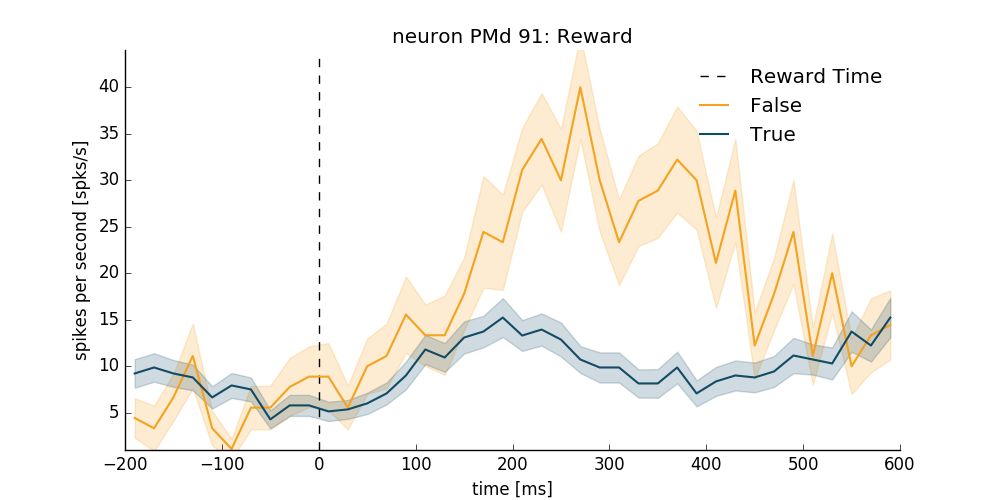 neuron PMd 91: Reward
Reward Time
False
True
spikes per second [spks/s]
40
35
30
25
20
15
10
5
−200 −100 0 100 200 300 400 500 600
time [ms]